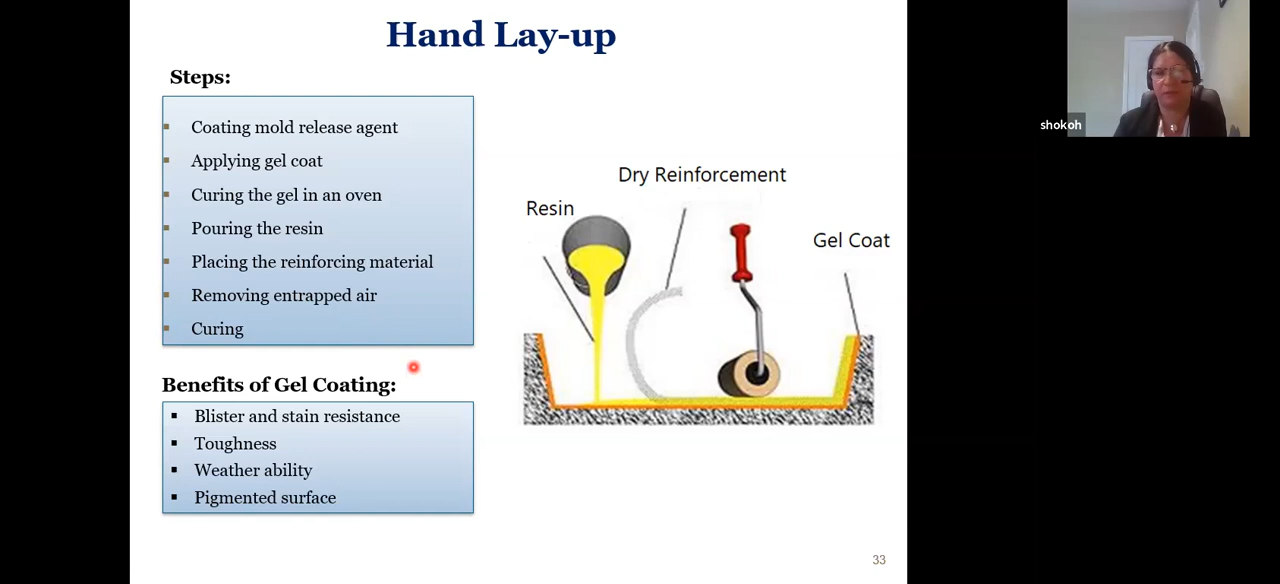 Hand Lay-up
Steps:
Coating mold release agent
Applying gel coat
Curing the gel in an oven
Pouring the resin
Placing the reinforcing material
Removing entrapped air
Curing
Benefits of Gel Coating:
Blister and stain resistance
Toughness
Weather ability
Pigmented surface
Dry Reinforcement
Resin
Gel Coat
33
shokoh